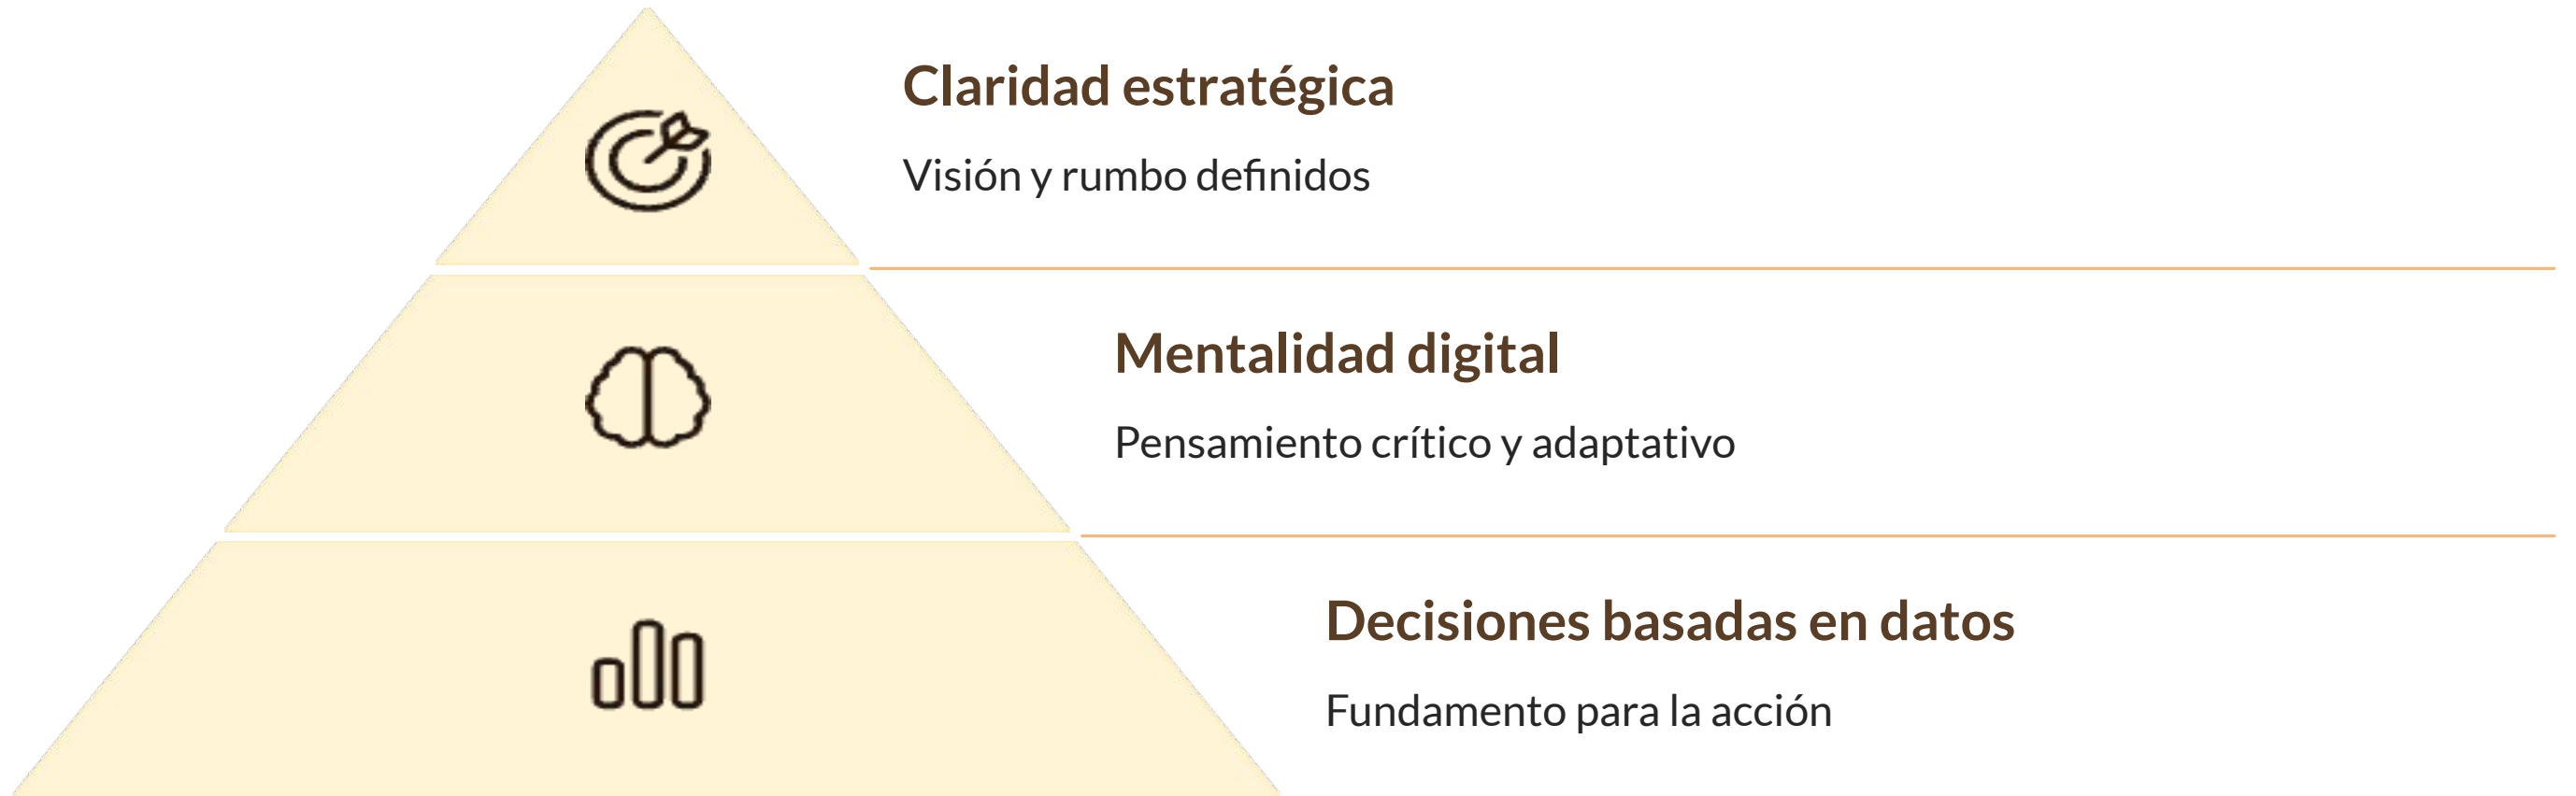 Claridad estratégica
Visión y rumbo definidos
Mentalidad digital
Pensamiento crítico y adaptativo
Decisiones basadas en datos
Fundamento para la acción